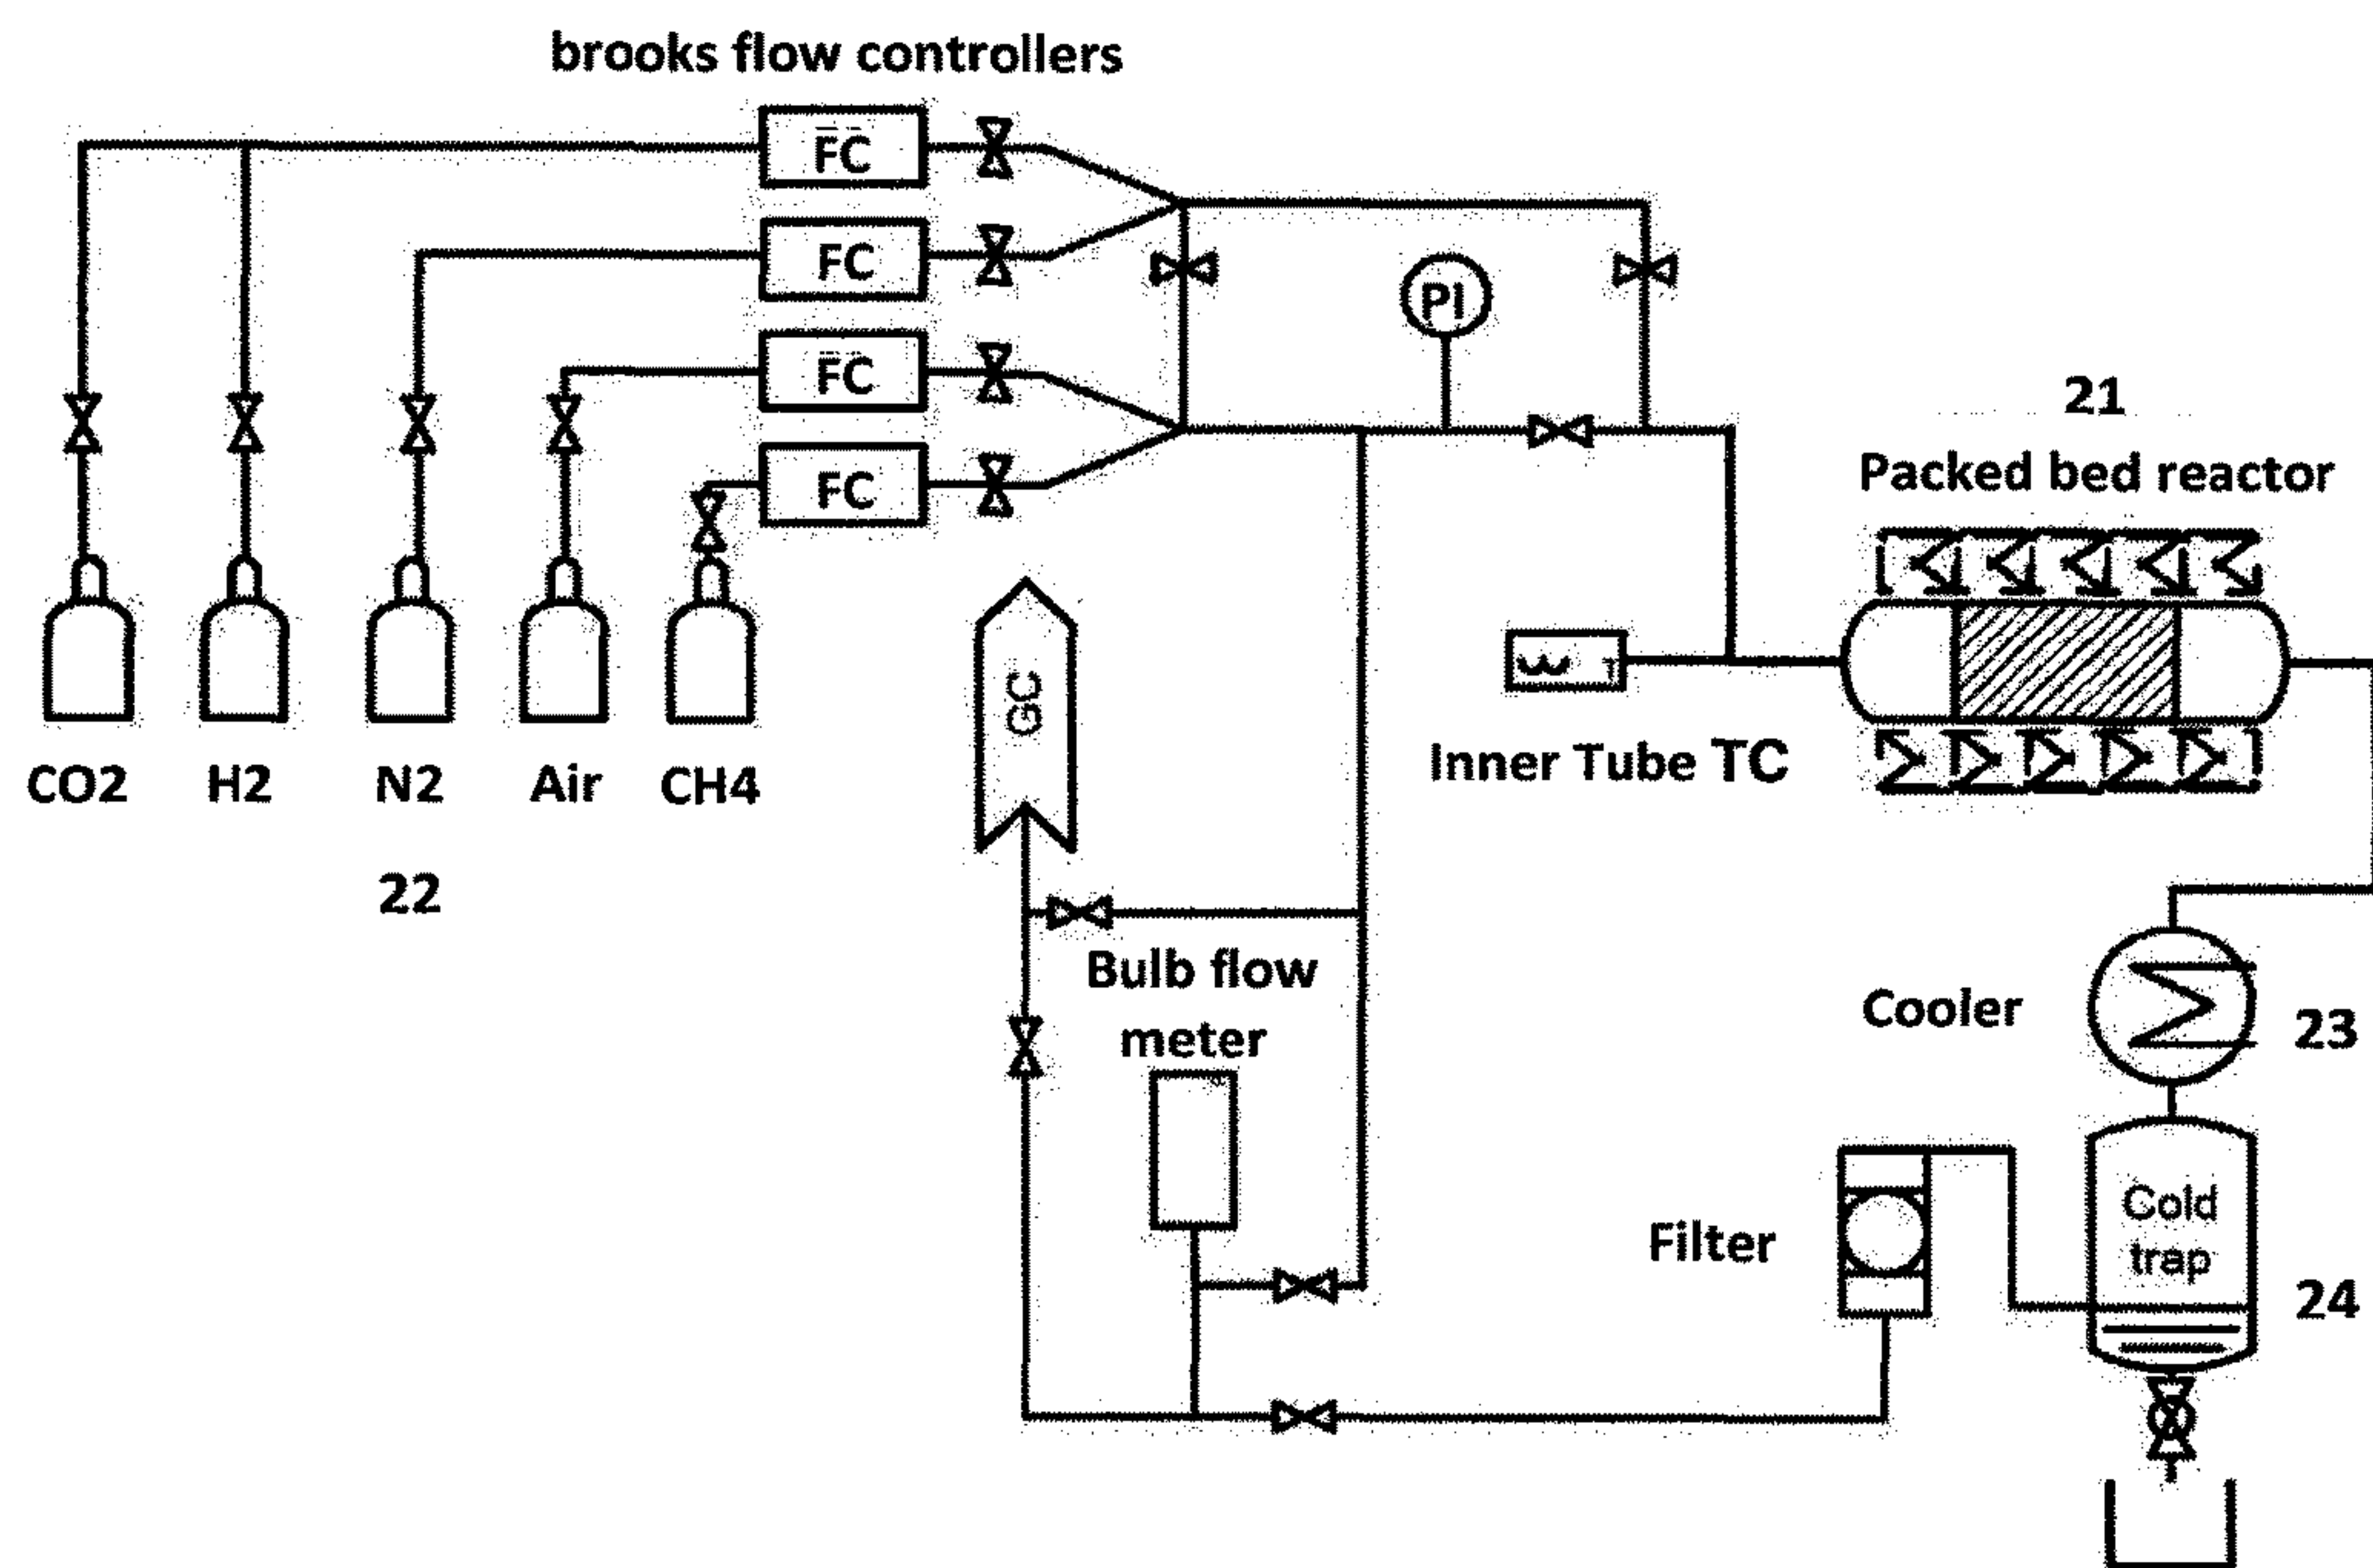 brooks flow controllers
FC
FC
FC
FC
PI
21
Packed bed reactor
GC
T
Inner Tube TC
CO2
H2
N2
Air
CH4
22
Bulb flow
meter
Cooler
23
Cold
trap
Filter
24